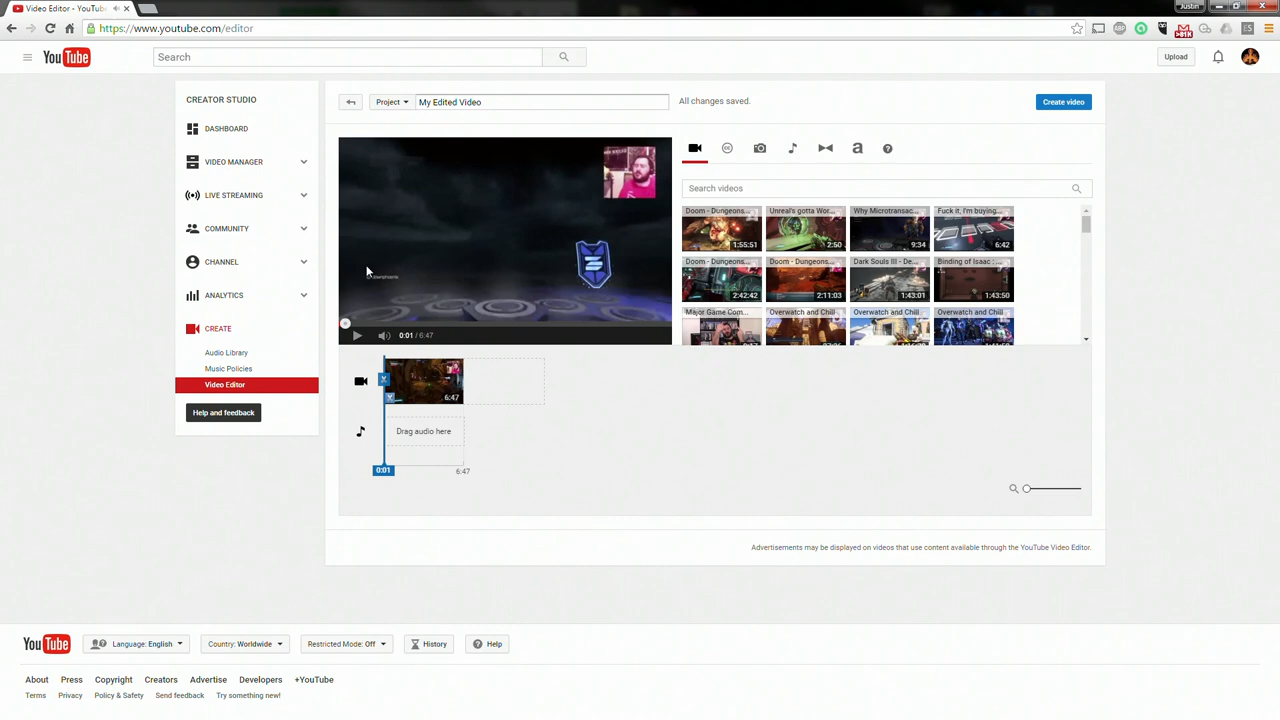 Video Editor - YouTub
Justin
https://www.youtube.com/editor
YouTube
Search
Upload
CREATOR STUDIO
DASHBOARD
VIDEO MANAGER
LIVE STREAMING
COMMUNITY
CHANNEL
ANALYTICS
CREATE
Audio Library
Music Policies
Video Editor
Help and feedback
Project
My Edited Video
All changes saved.
Create video
0:01 / 6:47
Search videos
Doom - Dungeons... Unreal's gotta Wor... Why Microtransac... Fuck it, I'm buying...
1:55:51 2:50 9:34 6:42
Doom - Dungeons... Doom - Dungeons... Dark Souls III - De... Binding of Isaac :...
2:42:42 2:11:03 1:43:01 1:43:50
Major Game Com... Overwatch and Chill Overwatch and Chill Overwatch and Chill
6:47
Drag audio here
0:01
6:47
Advertisements may be displayed on videos that use content available through the YouTube Video Editor.
YouTube
Language: English
Country: Worldwide
Restricted Mode: Off
History
Help
About Press Copyright Creators Advertise Developers +YouTube
Terms Privacy Policy & Safety Send feedback Try something new!